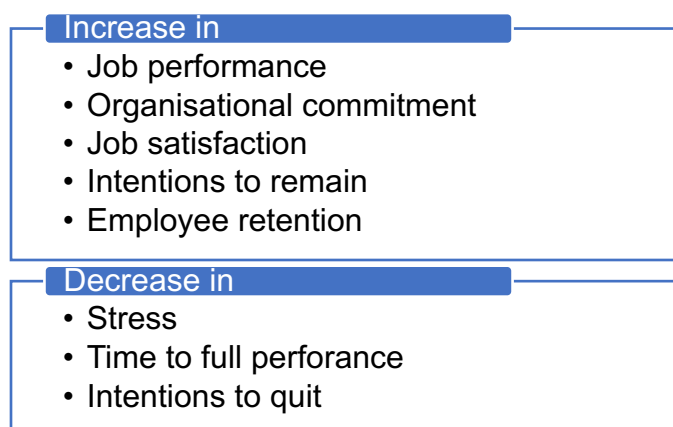 Increase in
• Job performance
• Organisational commitment
• Job satisfaction
• Intentions to remain
• Employee retention
Decrease in
• Stress
• Time to full perforance
• Intentions to quit